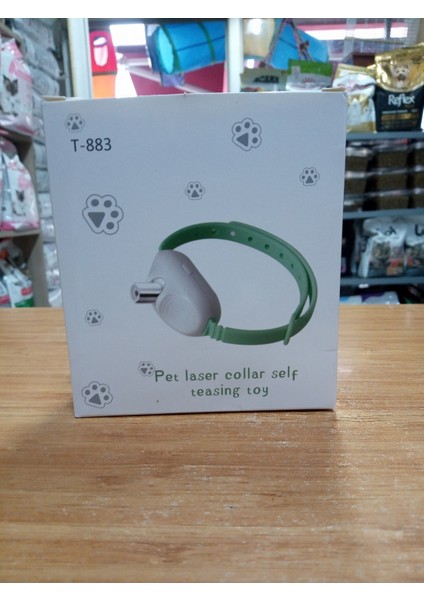 T-883
Pet laser collar self
teasing toy
Reflex